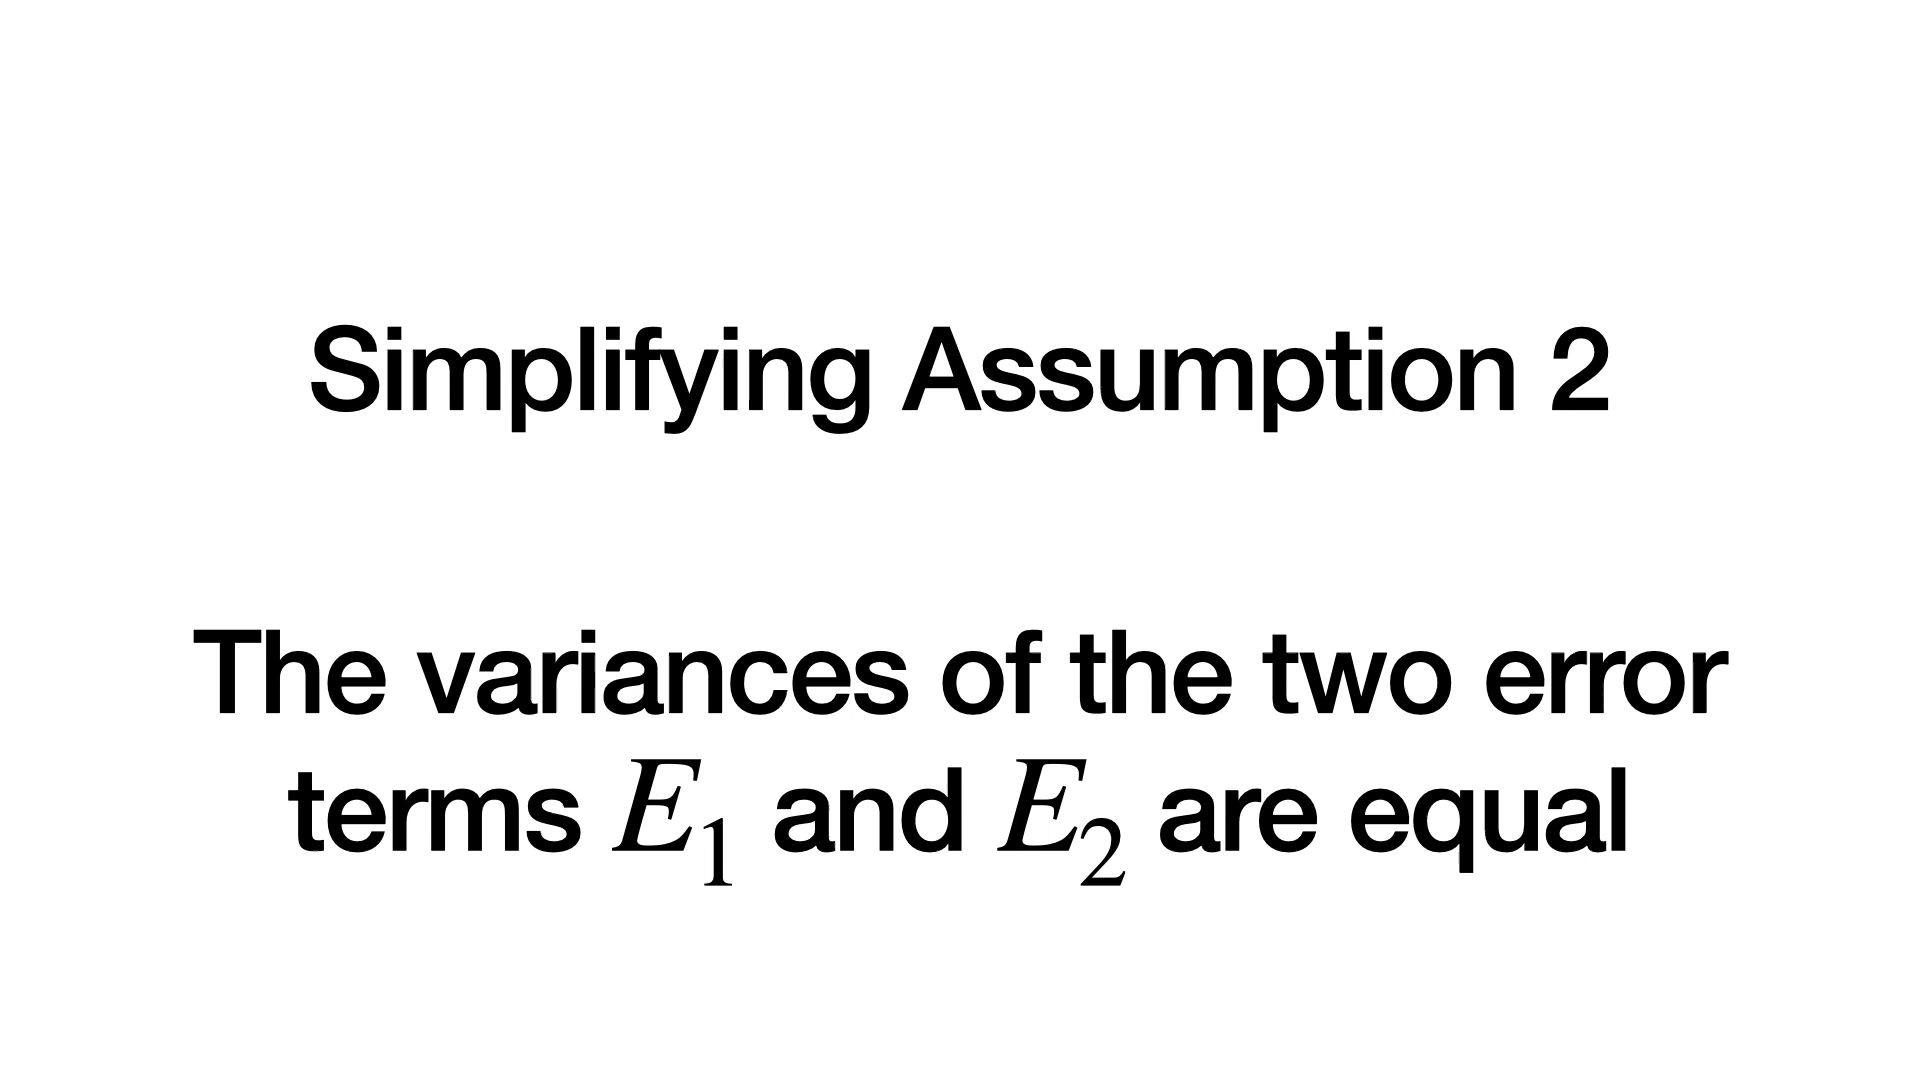 Simplifying Assumption 2
The variances of the two error
terms E₁ and E₂ are equal